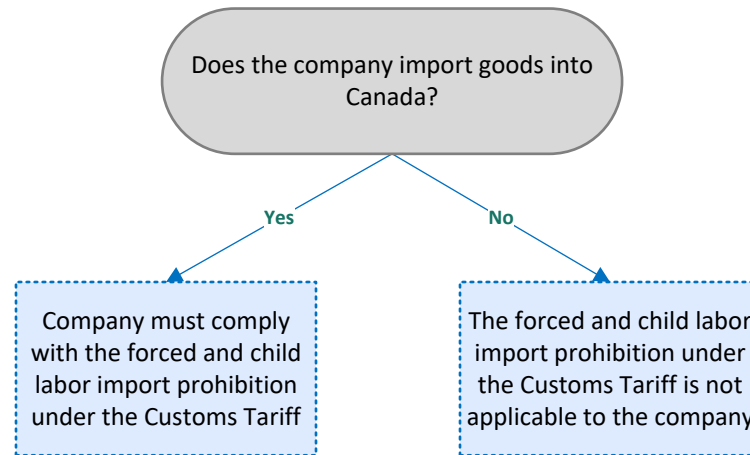 Does the company import goods into
Canada?
Yes
No
Company must comply
with the forced and child
labor import prohibition
under the Customs Tariff
The forced and child labor
import prohibition under
the Customs Tariff is not
applicable to the company